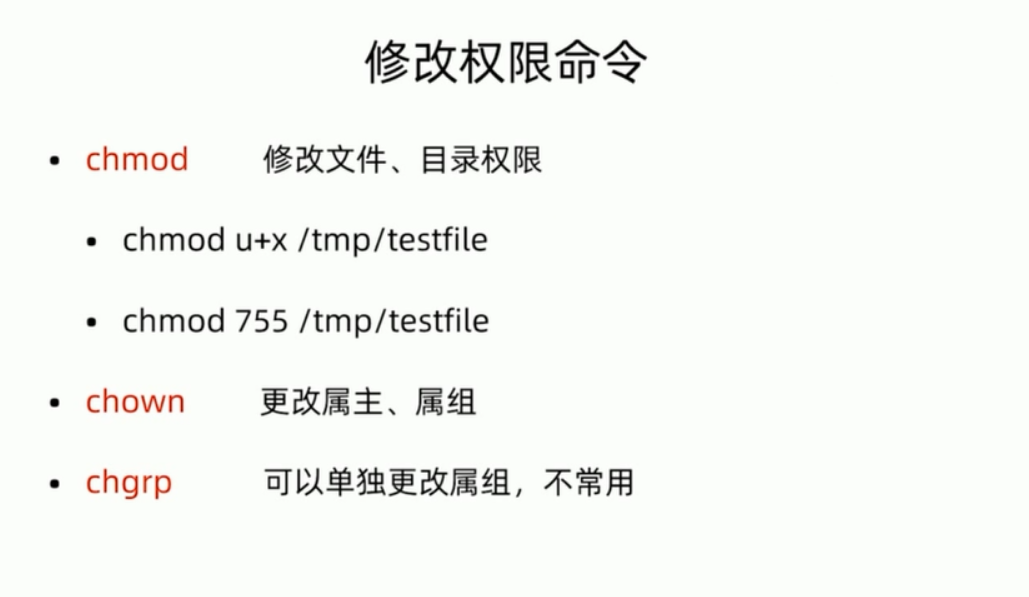 修改权限命令
• chmod 修改文件、目录权限
• chmod u+x /tmp/testfile
• chmod 755 /tmp/testfile
• chown 更改属主、属组
• chgrp 可以单独更改属组，不常用